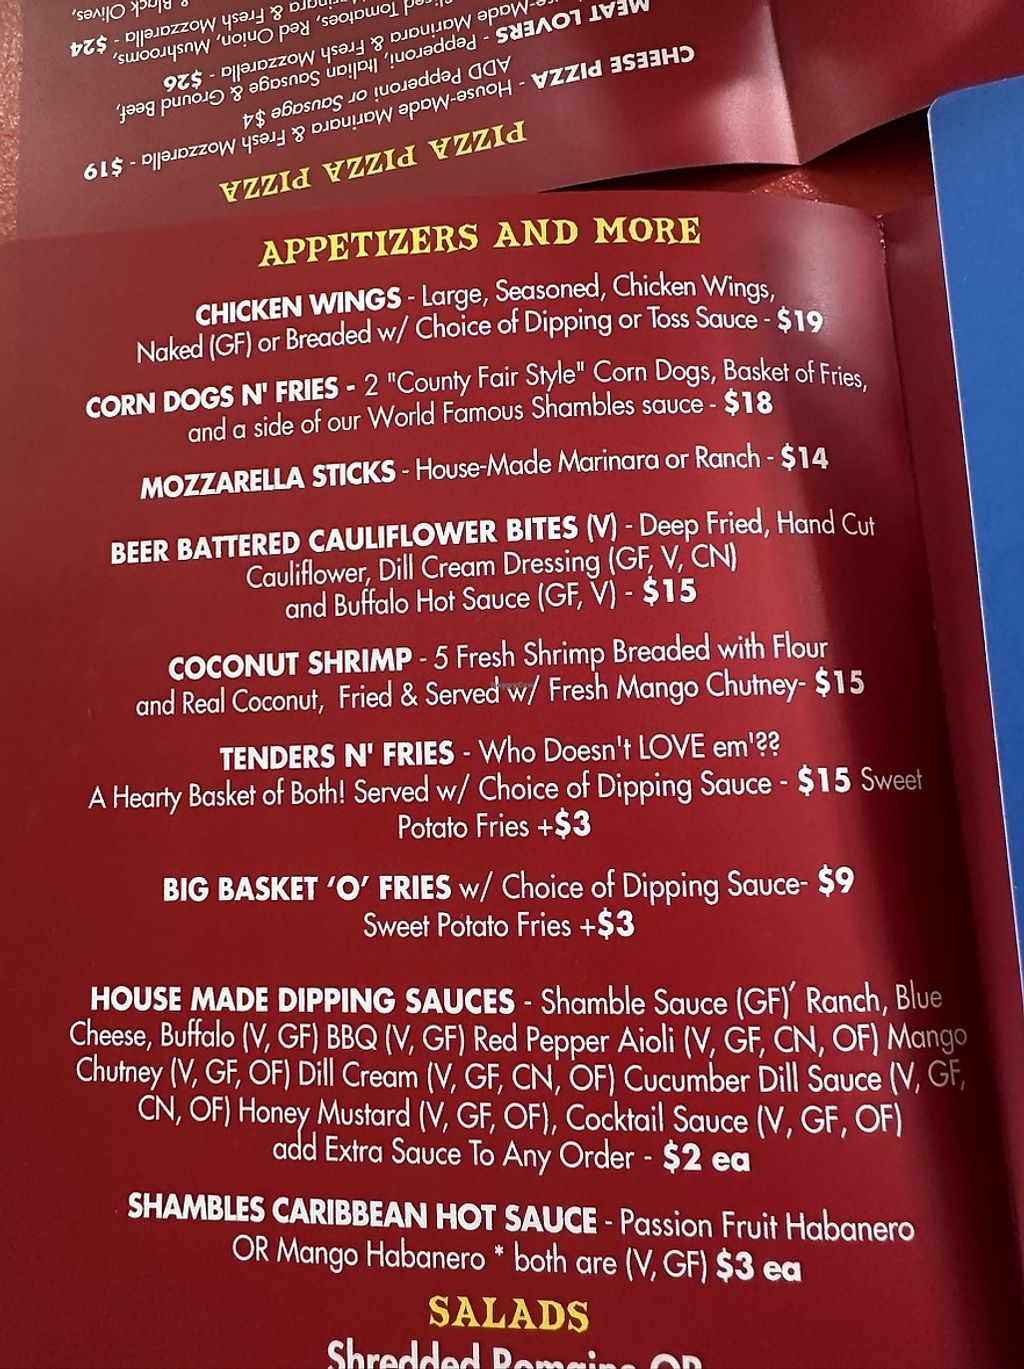 PIZZA PIZZA PIZZA
CHEESE PIZZA - House-Made Marinara & Fresh Mozzarella - $19
ADD Pepperoni or Sausage $4
MEAT LOVERS - Pepperoni, Italian Sausage & Ground Beef,
Made Marinara & Fresh Mozzarella - $26
Tomatoes, Red Onion, Mushrooms,
& Fresh Mozzarella - $24
& Black Olives,
APPETIZERS AND MORE
CHICKEN WINGS - Large, Seasoned, Chicken Wings,
Naked (GF) or Breaded w/ Choice of Dipping or Toss Sauce - $19
CORN DOGS N' FRIES - 2 "County Fair Style" Corn Dogs, Basket of Fries,
and a side of our World Famous Shambles sauce - $18
MOZZARELLA STICKS - House-Made Marinara or Ranch - $14
BEER BATTERED CAULIFLOWER BITES (V) - Deep Fried, Hand Cut
Cauliflower, Dill Cream Dressing (GF, V, CN)
and Buffalo Hot Sauce (GF, V) - $15
COCONUT SHRIMP - 5 Fresh Shrimp Breaded with Flour
and Real Coconut, Fried & Served w/ Fresh Mango Chutney- $15
TENDERS N' FRIES - Who Doesn't LOVE em'??
A Hearty Basket of Both! Served w/ Choice of Dipping Sauce - $15 Sweet
Potato Fries +$3
BIG BASKET ‘O’ FRIES w/ Choice of Dipping Sauce- $9
Sweet Potato Fries +$3
HOUSE MADE DIPPING SAUCES - Shamble Sauce (GF)´ Ranch, Blue
Cheese, Buffalo (V, GF) BBQ (V, GF) Red Pepper Aioli (V, GF, CN, OF) Mango
Chutney (V, GF, OF) Dill Cream (V, GF, CN, OF) Cucumber Dill Sauce (V, GF,
CN, OF) Honey Mustard (V, GF, OF), Cocktail Sauce (V, GF, OF)
add Extra Sauce To Any Order - $2 ea
SHAMBLES CARIBBEAN HOT SAUCE - Passion Fruit Habanero
OR Mango Habanero * both are (V, GF) $3 ea
SALADS
Shredded Romaine OR